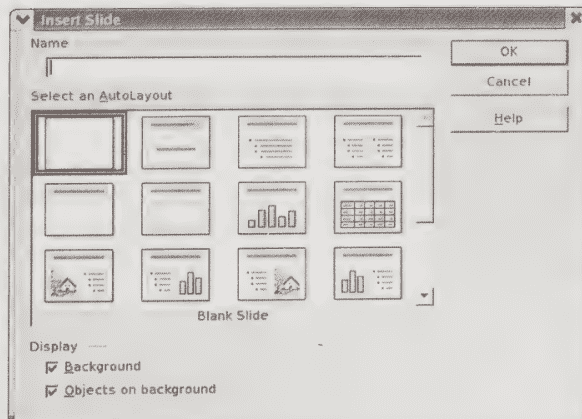 Insert Slide
Name
OK
Cancel
Select an AutoLayout
Help
Blank Slide
Display
Background
Objects on background